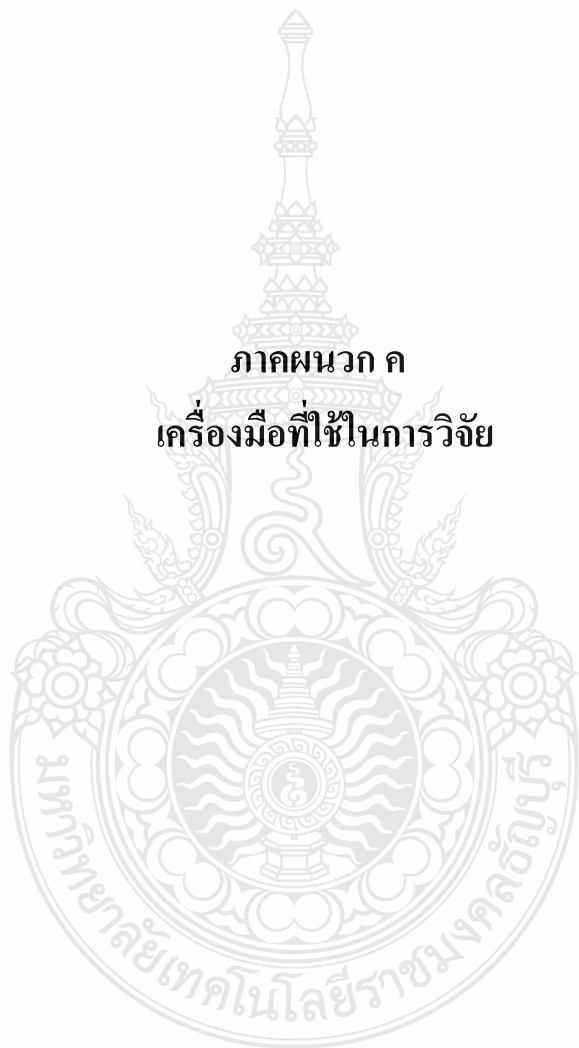 ภาคผนวก ค
เครื่องมือที่ใช้ในการวิจัย
มหาวิทยาลัยเทคโนโลยีราชมงคลธัญบุรี